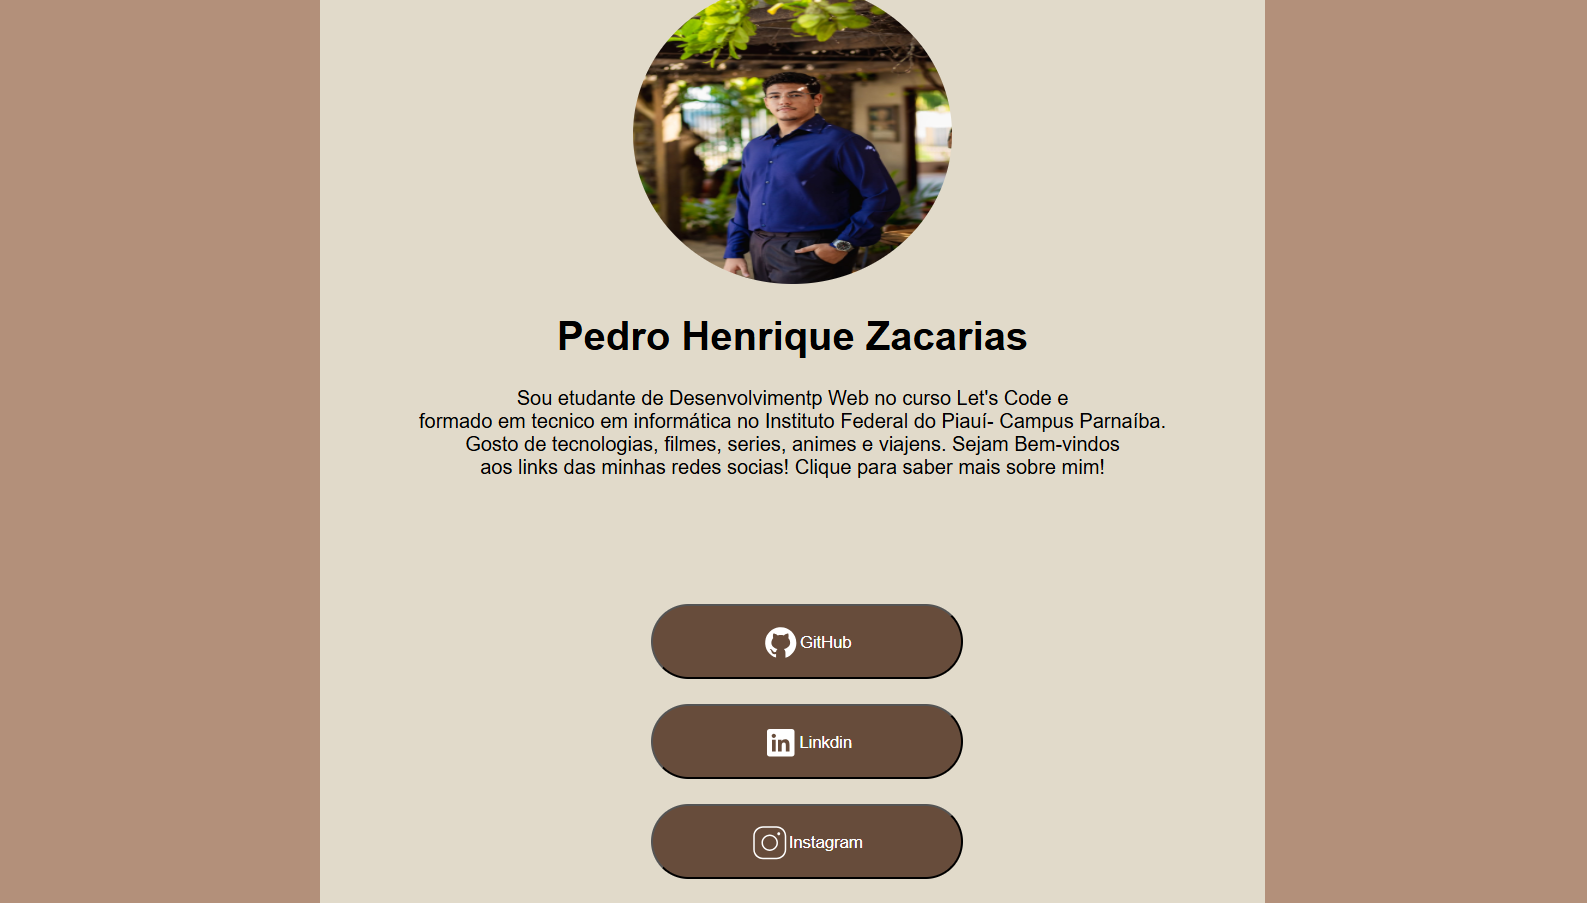 Pedro Henrique Zacarias
Sou etudante de Desenvolvimentp Web no curso Let's Code e
formado em tecnico em informática no Instituto Federal do Piauí- Campus Parnaíba.
Gosto de tecnologias, filmes, series, animes e viajens. Sejam Bem-vindos
aos links das minhas redes socias! Clique para saber mais sobre mim!
GitHub
in Linkdin
Instagram